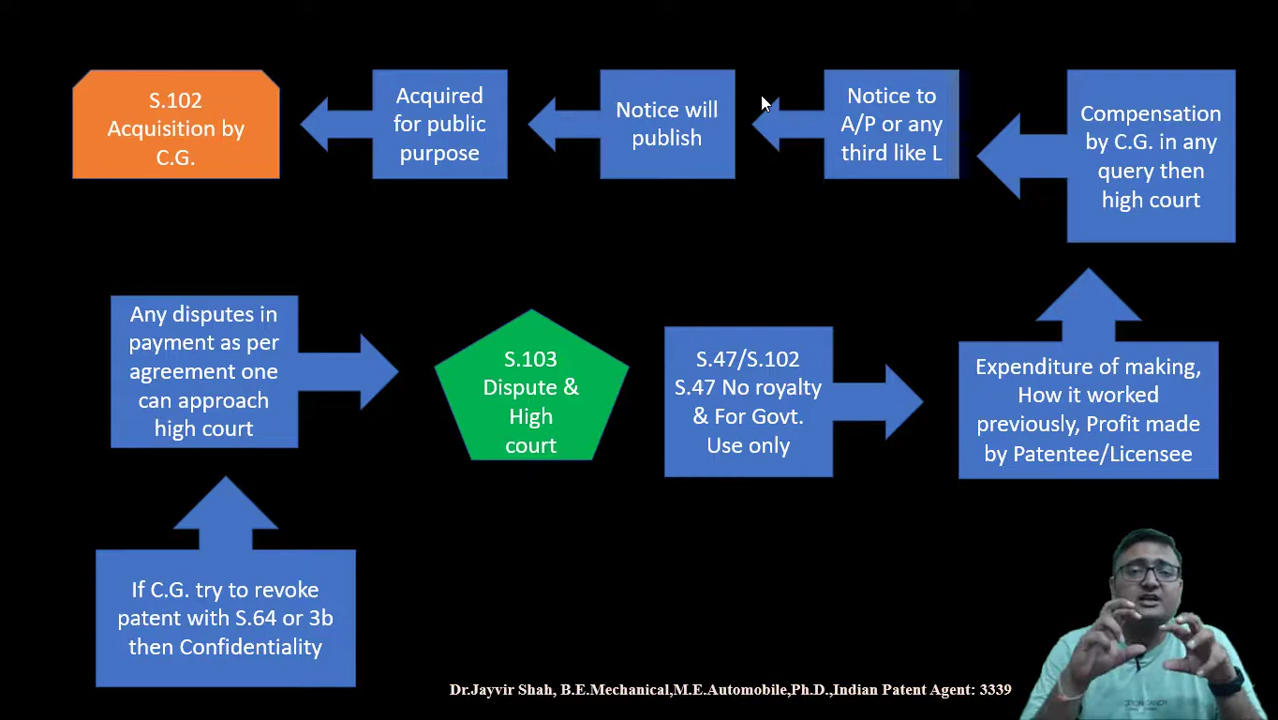 S.102
Acquisition by
C.G.
Acquired
for public
purpose
Notice will
publish
Notice to
A/P or any
third like L
Compensation
by C.G. in any
query then
high court
Any disputes in
payment as per
agreement one
can approach
high court
S.103
Dispute &
High
court
S.47/S.102
S.47 No royalty
& For Govt.
Use only
Expenditure of making,
How it worked
previously, Profit made
by Patentee/Licensee
If C.G. try to revoke
patent with S.64 or 3b
then Confidentiality
Dr.Jayvir Shah, B.E.Mechanical,M.E.Automobile,Ph.D.,Indian Patent Agent: 3339